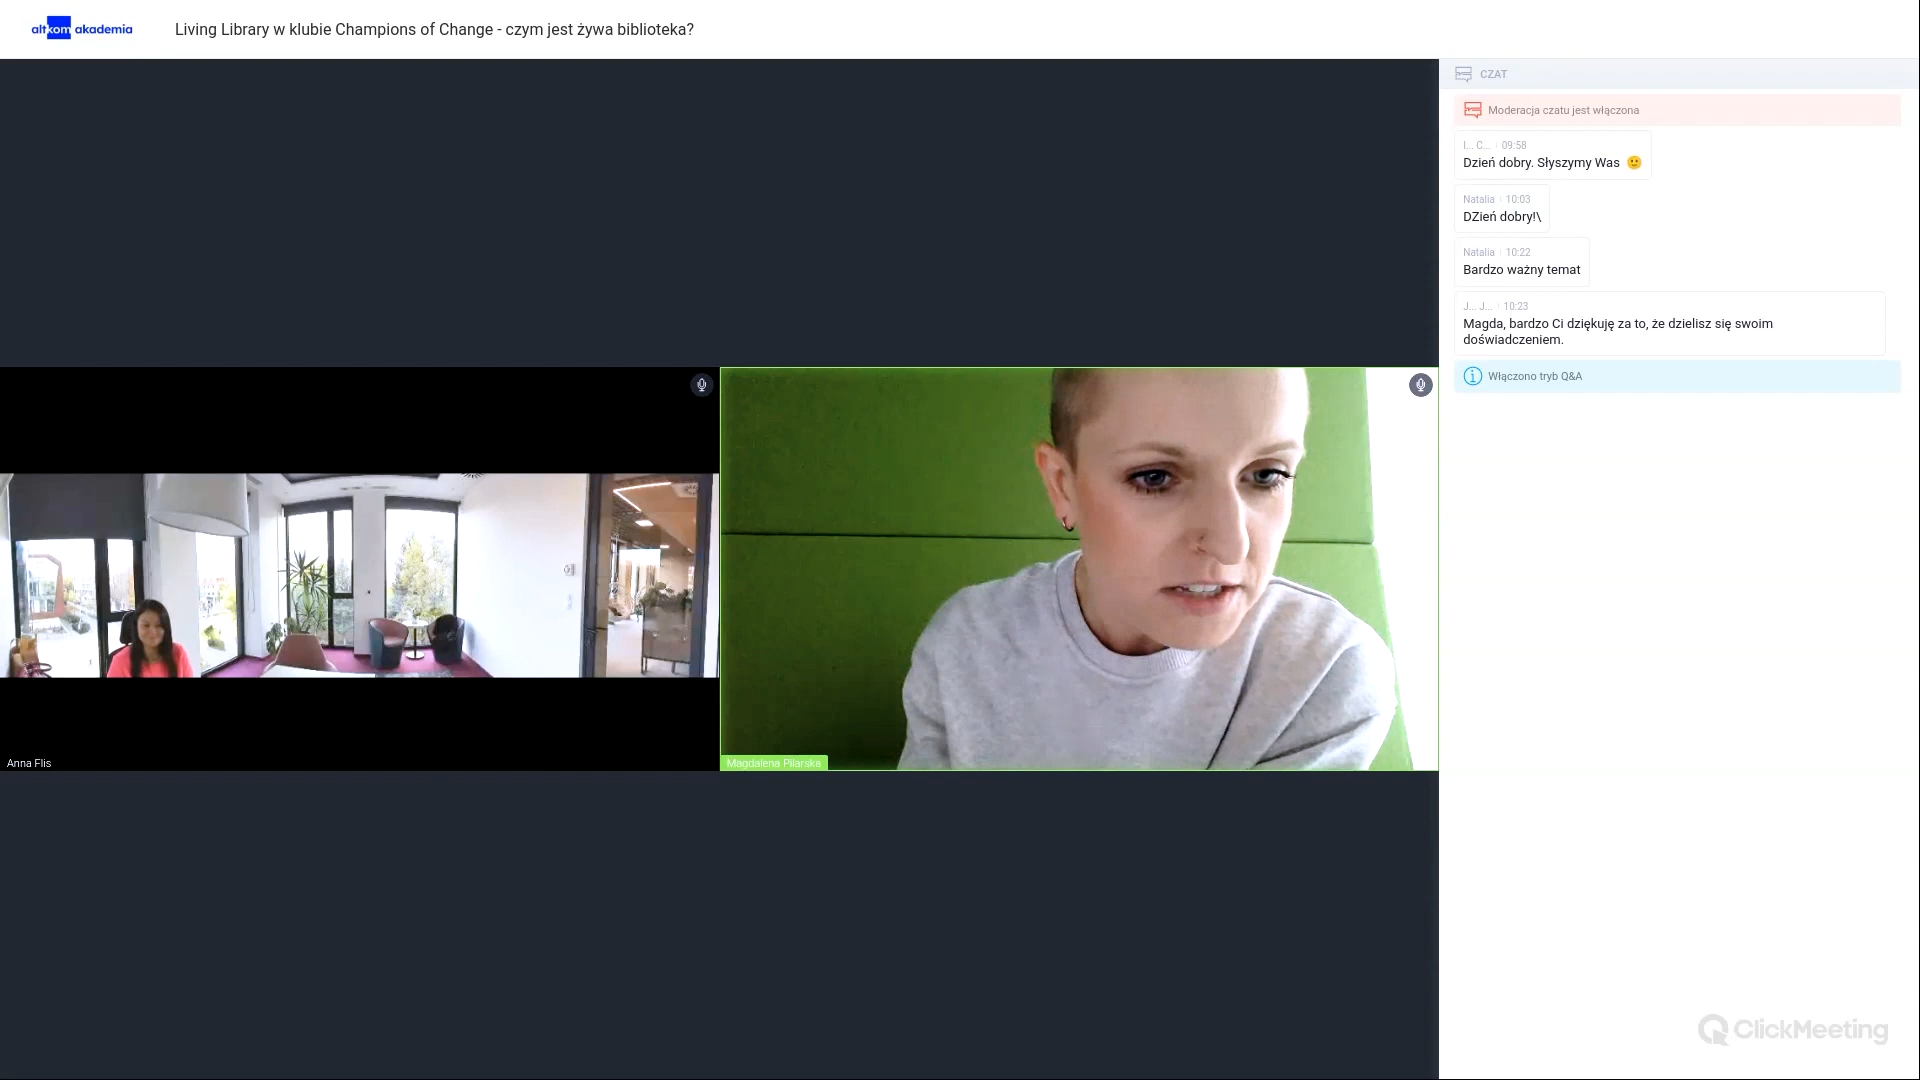 altkom akademia
Living Library w klubie Champions of Change - czym jest żywa biblioteka?
CZAT
Moderacja czatu jest włączona
I... C... 09:58
Dzień dobry. Słyszymy Was 🙂
Natalia 10:03
DZień dobry!\
Natalia 10:22
Bardzo ważny temat
J... J... 10:23
Magda, bardzo Ci dziękuję za to, że dzielisz się swoim
doświadczeniem.
Włączono tryb Q&A
Anna Flis
Magdalena Pilarska
ClickMeeting